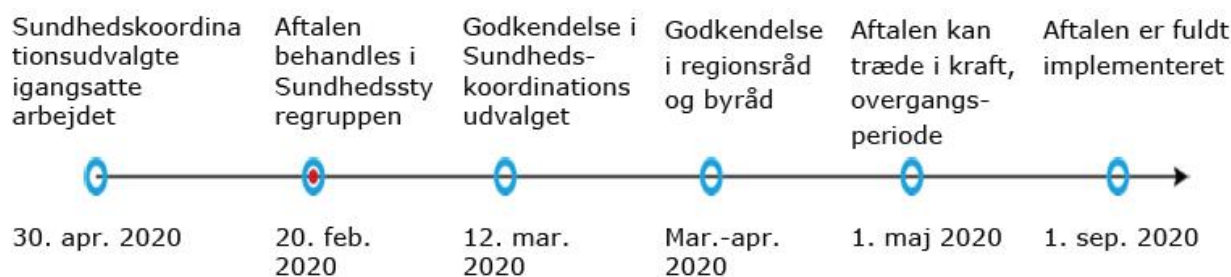 Sundhedskoordina
tionsudvalgte
igangsatte
arbejdet
Aftalen
behandles i
Sundhedssty
regruppen
Godkendelse i
Sundheds-
koordinations
udvalget
Godkendelse
i regionsråd
og byråd
Aftalen kan
træde i kraft,
overgangs-
periode
Aftalen er fuldt
implementeret
30. apr. 2020
20. feb.
2020
12. mar.
2020
Mar.-apr.
2020
1. maj 2020
1. sep. 2020